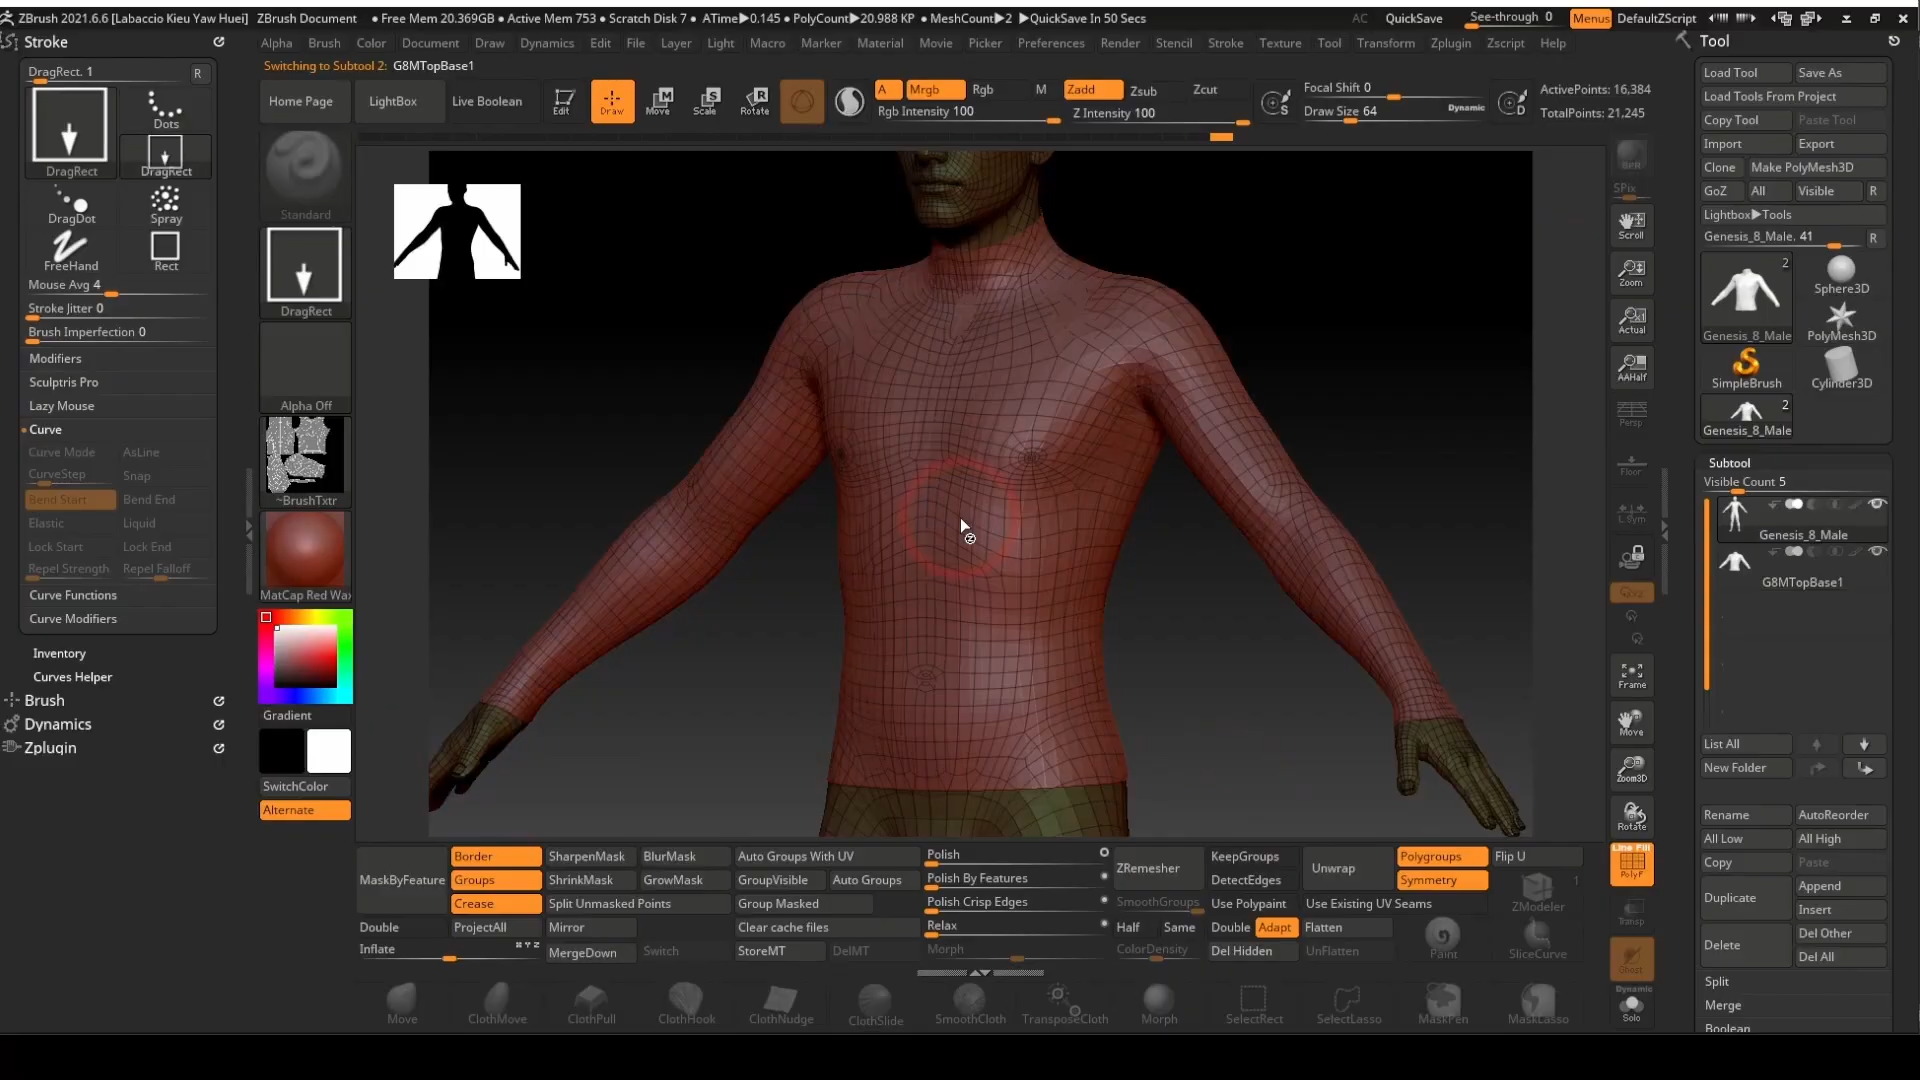 ZBrush 2021.6.6 [Labaccio Kieu Yaw Huei] ZBrush Document • Free Mem 20.369GB • Active Mem 753 • Scratch Disk 7 • ATime▶0.145 • PolyCount▶20.988 KP • MeshCount▶2 ▶QuickSave In 50 Secs AC QuickSave See-through 0 Menus DefaultZScript
Stroke
Alpha Brush Color Document Draw Dynamics Edit File Layer Light Macro Marker Material Movie Picker Preferences Render Stencil Stroke Texture Tool Transform Zplugin Zscript Help
Tool
Switching to Subtool 2: G8MTopBase1
DragRect. 1 R
DragRect
Dots
DragRect
DragDot
Spray
FreeHand
Rect
Mouse Avg 4
Stroke Jitter 0
Brush Imperfection 0
Modifiers
Sculptris Pro
Lazy Mouse
Curve
Curve Mode AsLine
CurveStep Snap
Bend Start Bend End
Elastic Liquid
Lock Start Lock End
Repel Strength Repel Falloff
Curve Functions
Curve Modifiers
Inventory
Curves Helper
Brush
Dynamics
Zplugin
Home Page LightBox Live Boolean
Edit Draw Move Scale Rotate
A Mrgb Rgb M Zadd Zsub Zcut
Rgb Intensity 100 Z Intensity 100
Focal Shift 0
Draw Size 64 Dynamic
S
D
ActivePoints: 16,384
TotalPoints: 21,245
Standard
DragRect
Alpha Off
~BrushTxtr
MatCap Red Wax
Gradient
SwitchColor
Alternate
BPR
SPix
Scroll
Zoom
Actual
AAHalf
Persp
Floor
L.Sym
Frame
Move
Zoom3D
Rotate
Line Fill
PolyF
Transp
Ghost
Dynamic
Solo
Load Tool Save As
Load Tools From Project
Copy Tool Paste Tool
Import Export
Clone Make PolyMesh3D
GoZ All Visible R
Lightbox▶Tools
Genesis_8_Male. 41 R
2
Genesis_8_Male
Sphere3D
PolyMesh3D
SimpleBrush
Cylinder3D
2
Genesis_8_Male
Subtool
Visible Count 5
Genesis_8_Male
G8MTopBase1
List All
New Folder
Rename AutoReorder
All Low All High
Copy Paste
Duplicate Append
Insert
Delete Del Other
Del All
Split
Merge
Boolean
MaskByFeature
Border
Groups
Crease
SharpenMask BlurMask
ShrinkMask GrowMask
Split Unmasked Points
Auto Groups With UV
GroupVisible Auto Groups
Group Masked
Double ProjectAll Mirror Clear cache files
Inflate MergeDown Switch StoreMT DelMT
Polish
Polish By Features
Polish Crisp Edges
Relax
Morph
ZRemesher KeepGroups
DetectEdges
SmoothGroups Use Polypaint
Half Same Double Adapt
ColorDensity Del Hidden
Unwrap Polygroups Flip U
Symmetry
Use Existing UV Seams
Flatten
UnFlatten
1
ZModeler
Paint
SliceCurve
Move ClothMove ClothPull ClothHook ClothNudge ClothSlide SmoothCloth TransposeCloth Morph SelectRect SelectLasso MaskPen MaskLasso